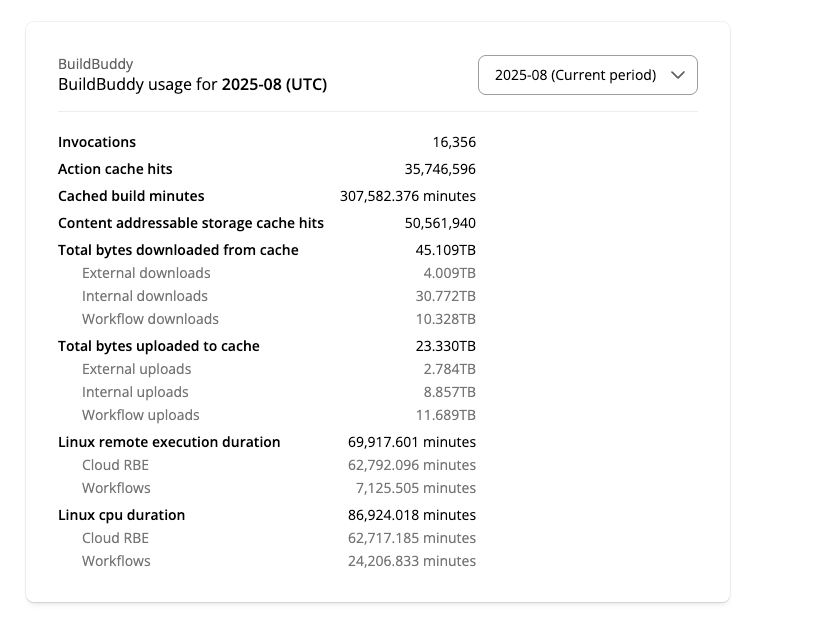 BuildBuddy
BuildBuddy usage for 2025-08 (UTC)
2025-08 (Current period)
Invocations 16,356
Action cache hits 35,746,596
Cached build minutes 307,582.376 minutes
Content addressable storage cache hits 50,561,940
Total bytes downloaded from cache 45.109TB
External downloads 4.009TB
Internal downloads 30.772TB
Workflow downloads 10.328TB
Total bytes uploaded to cache 23.330TB
External uploads 2.784TB
Internal uploads 8.857TB
Workflow uploads 11.689TB
Linux remote execution duration 69,917.601 minutes
Cloud RBE 62,792.096 minutes
Workflows 7,125.505 minutes
Linux cpu duration 86,924.018 minutes
Cloud RBE 62,717.185 minutes
Workflows 24,206.833 minutes